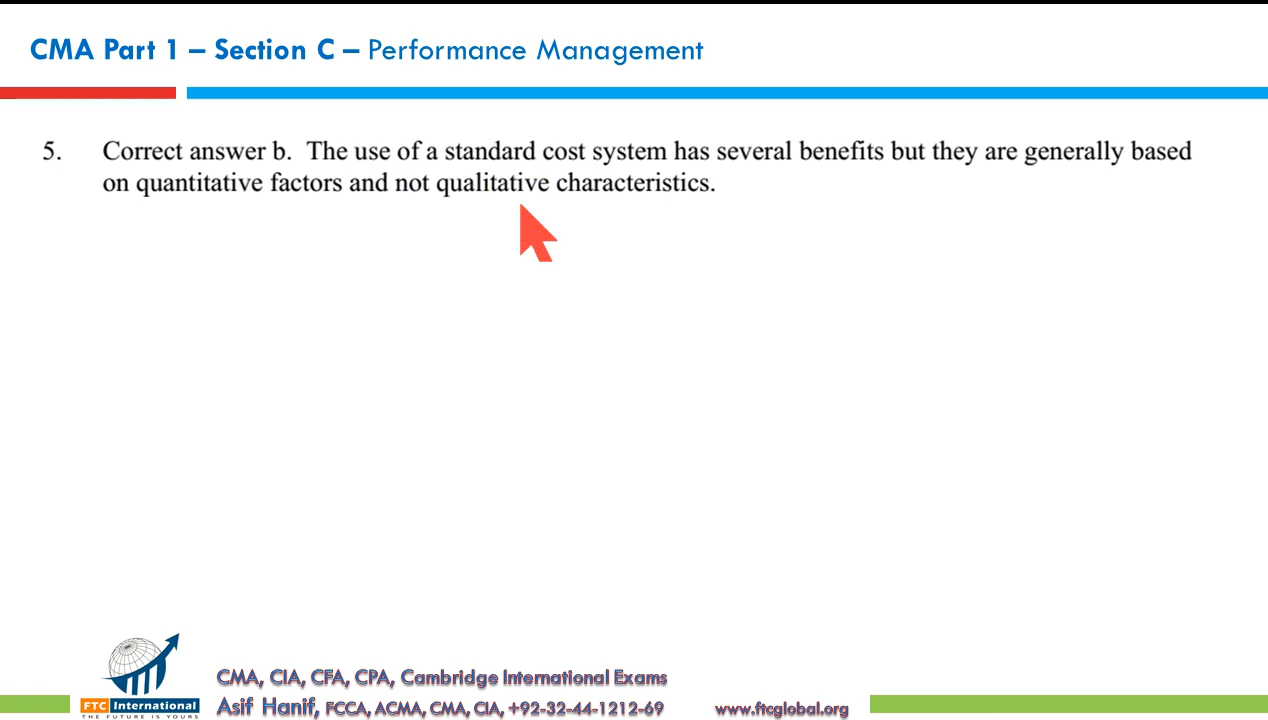 CMA Part 1 – Section C – Performance Management
5. Correct answer b. The use of a standard cost system has several benefits but they are generally based
on quantitative factors and not qualitative characteristics.
CMA, CIA, CFA, CPA, Cambridge International Exams
FTC International
THE FUTURE IS YOURS
Asif Hanif, FCCA, ACMA, CMA, CIA, +92-32-44-1212-69 www.ftcglobal.org